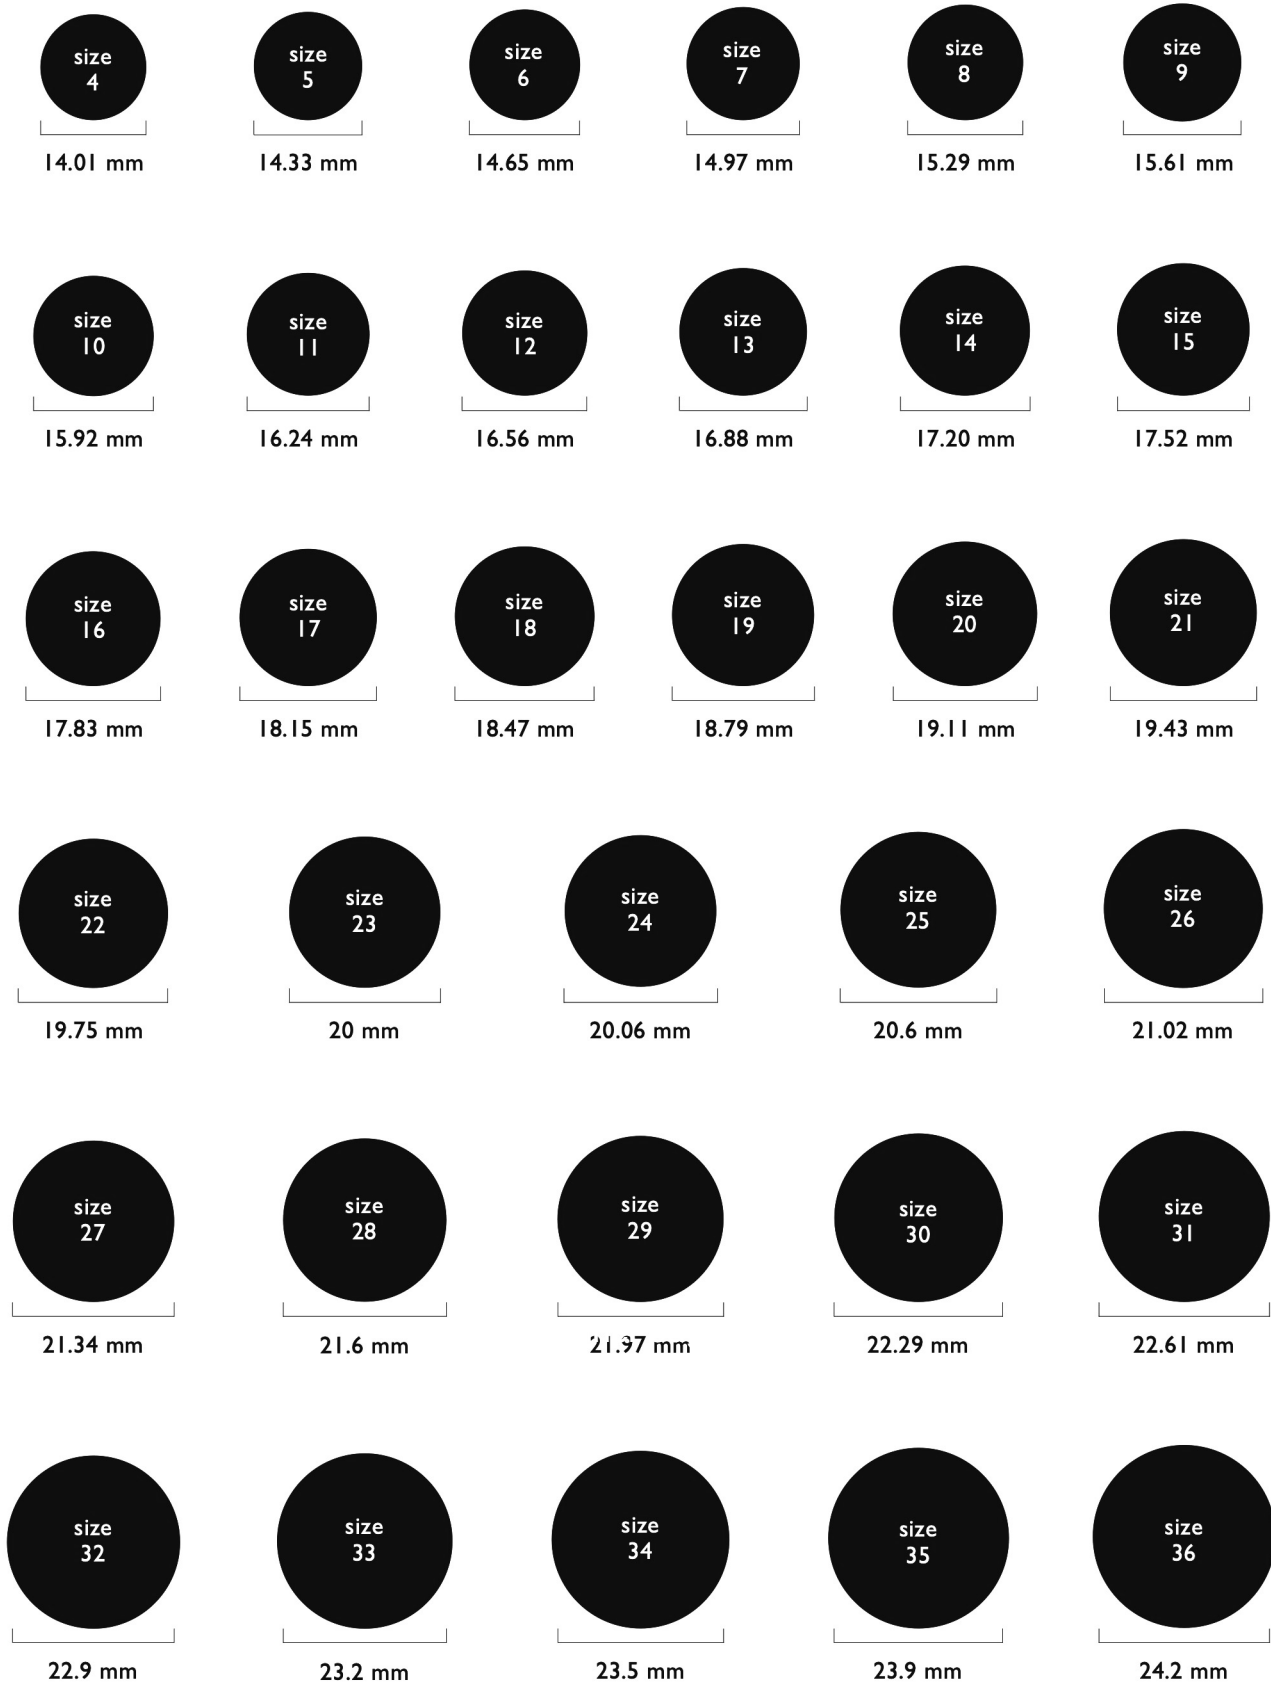 size
4
size
5
size
6
size
7
size
8
size
9
14.01 mm
14.33 mm
14.65 mm
14.97 mm
15.29 mm
15.61 mm
size
10
size
11
size
12
size
13
size
14
size
15
15.92 mm
16.24 mm
16.56 mm
16.88 mm
17.20 mm
17.52 mm
size
16
size
17
size
18
size
19
size
20
size
21
17.83 mm
18.15 mm
18.47 mm
18.79 mm
19.11 mm
19.43 mm
size
22
size
23
size
24
size
25
size
26
19.75 mm
20 mm
20.06 mm
20.6 mm
21.02 mm
size
27
size
28
size
29
size
30
size
31
21.34 mm
21.6 mm
21.97 mm
22.29 mm
22.61 mm
size
32
size
33
size
34
size
35
size
36
22.9 mm
23.2 mm
23.5 mm
23.9 mm
24.2 mm